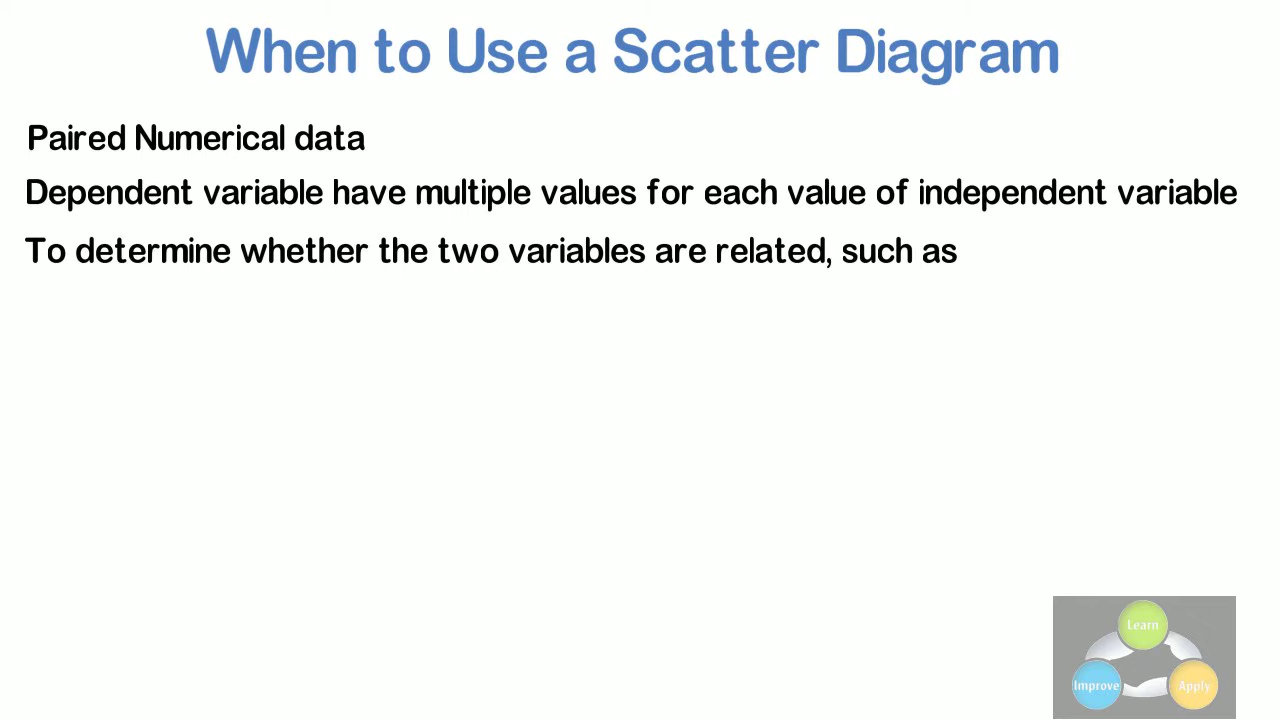 When to Use a Scatter Diagram
Paired Numerical data
Dependent variable have multiple values for each value of independent variable
To determine whether the two variables are related, such as
Learn
Improve
Apply